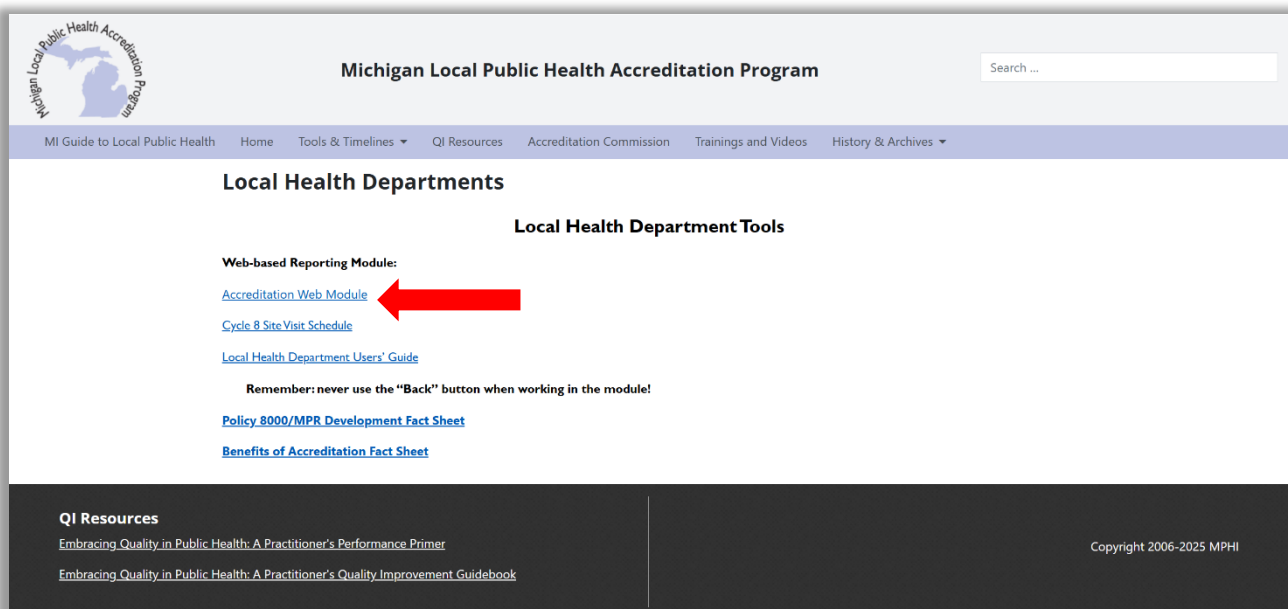 Michigan Local Public Health Accreditation Program
Michigan Local Public Health Accreditation Program
Search ...
MI Guide to Local Public Health Home Tools & Timelines QI Resources Accreditation Commission Trainings and Videos History & Archives
Local Health Departments
Local Health Department Tools
Web-based Reporting Module:
Accreditation Web Module
Cycle 8 Site Visit Schedule
Local Health Department Users' Guide
Remember: never use the “Back” button when working in the module!
Policy 8000/MPR Development Fact Sheet
Benefits of Accreditation Fact Sheet
QI Resources
Embracing Quality in Public Health: A Practitioner's Performance Primer
Copyright 2006-2025 MPHI
Embracing Quality in Public Health: A Practitioner's Quality Improvement Guidebook